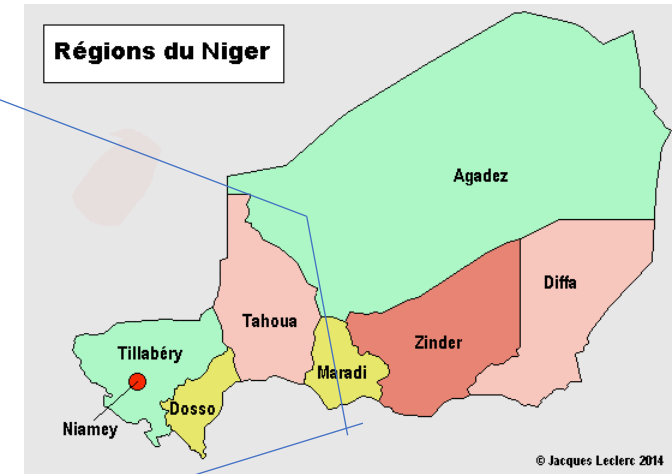 Régions du Niger
Agadez
Diffa
Tahoua
Zinder
Tillabéry
Maradi
Dosso
Niamey
© Jacques Leclerc 2014